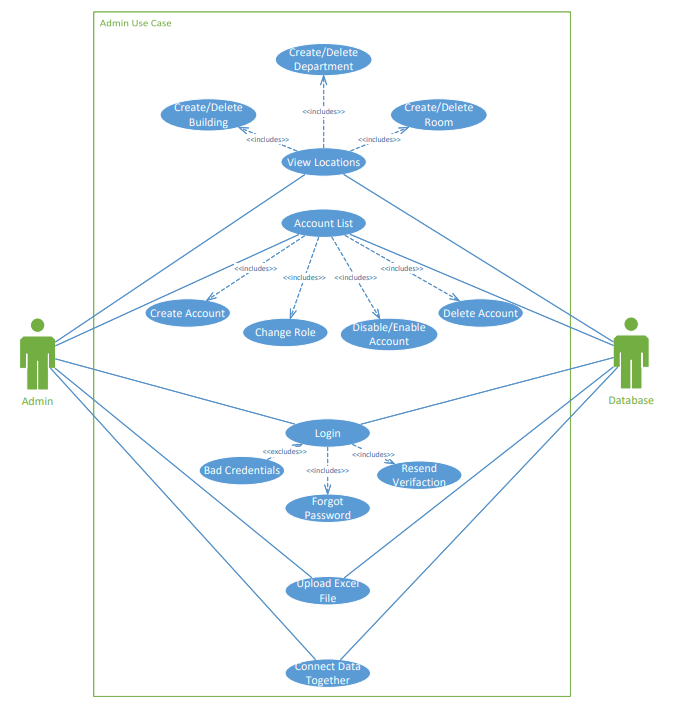 Admin Use Case
Create/Delete
Department
Create/Delete
Building
<<includes>>
Create/Delete
Room
<<includes>>
<<includes>>
View Locations
Account List
<<includes>>
<<includes>>
<<includes>>
<<includes>>
Create Account
Change Role
Disable/Enable
Account
Delete Account
Admin
Database
Login
<<excludes>>
<<includes>>
<<includes>>
Bad Credentials
Resend
Verifaction
Forgot
Password
Upload Excel
File
Connect Data
Together